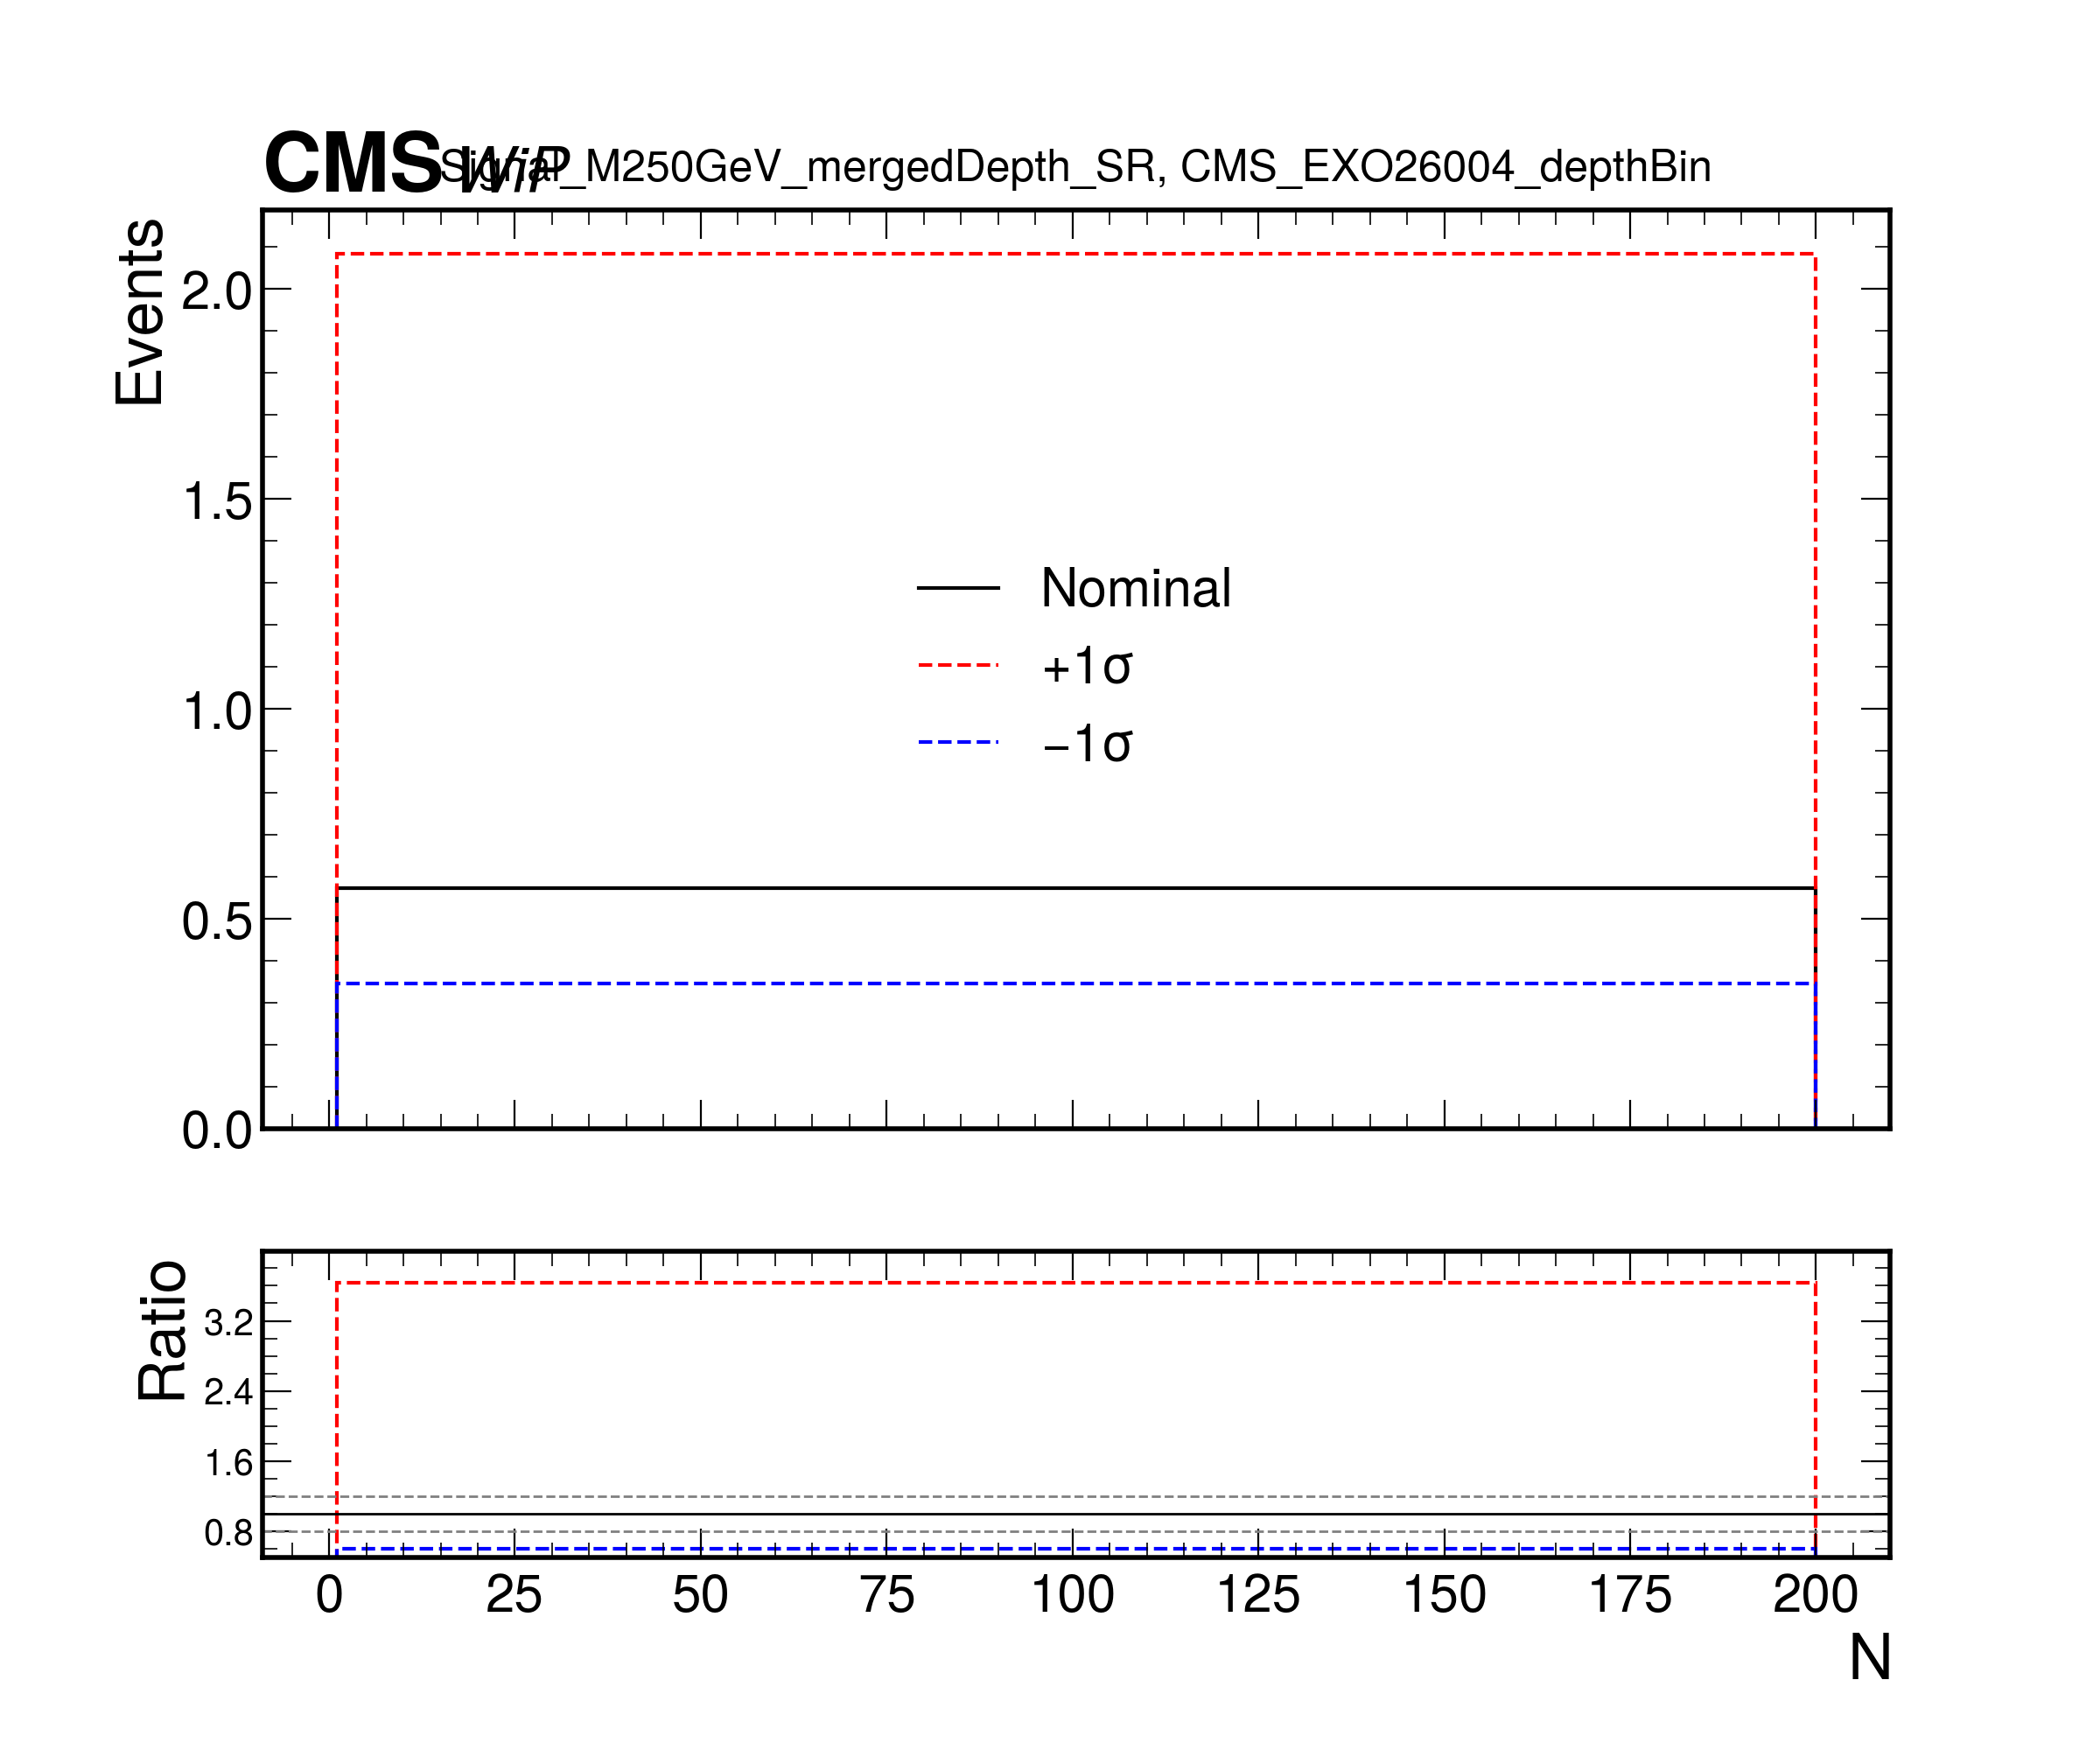 CMS WiP Signal_M250GeV_mergedDepth_SR, CMS_EXO26004_depthBin
Events
2.0
1.5
1.0
0.5
0.0
Nominal
+1σ
−1σ
Ratio
3.2
2.4
1.6
0.8
0 25 50 75 100 125 150 175 200
N